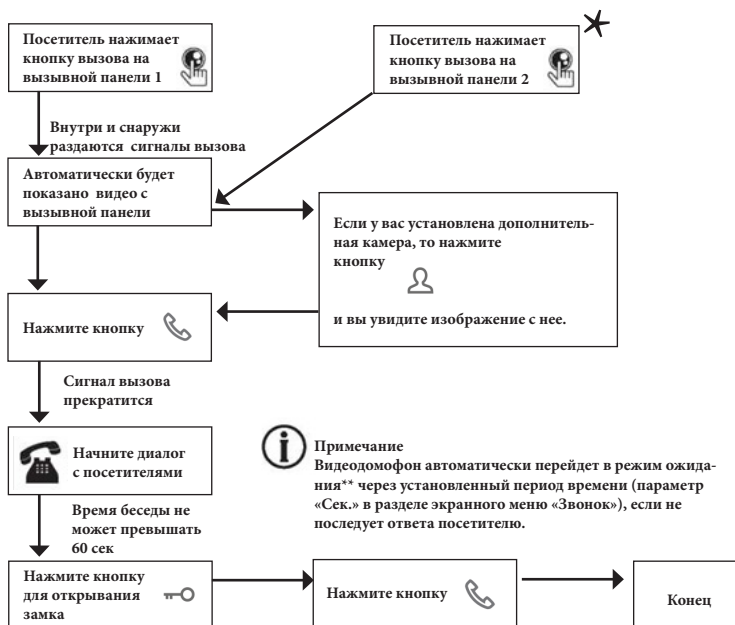 Посетитель нажимает
кнопку вызова на
вызывной панели 1
Посетитель нажимает
кнопку вызова на
вызывной панели 2
Внутри и снаружи
раздаются сигналы вызова
Автоматически будет
показано видео с
вызывной панели
Если у вас установлена дополнитель-
ная камера, то нажмите
кнопку
и вы увидите изображение с нее.
Нажмите кнопку
Сигнал вызова
прекратится
Начните диалог
с посетителями
Примечание
Видеодомофон автоматически перейдет в режим ожида-
ния** через установленный период времени (параметр
«Сек.» в разделе экранного меню «Звонок»), если не
последует ответа посетителю.
Время беседы не
может превышать
60 сек
Нажмите кнопку
для открывания
замка
Нажмите кнопку
Конец